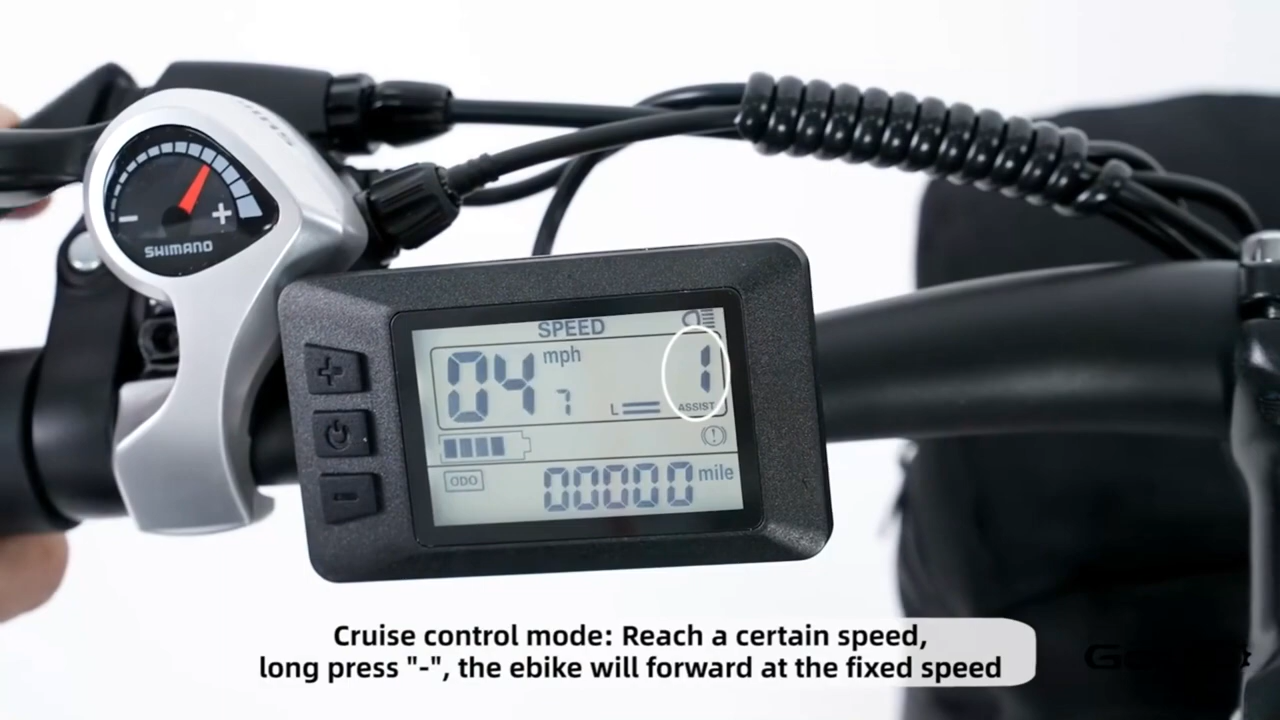 SHIMANO
SPEED
04 7 mph
1
L
ASSIST
ODO
00000 mile
Cruise control mode: Reach a certain speed,
long press "-", the ebike will forward at the fixed speed